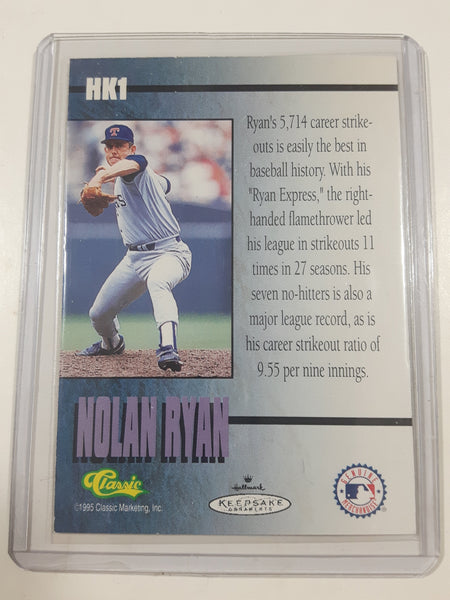 HK1
T
Ryan's 5,714 career strike-
outs is easily the best in
baseball history. With his
"Ryan Express," the right-
handed flamethrower led
his league in strikeouts 11
times in 27 seasons. His
seven no-hitters is also a
major league record, as is
his career strikeout ratio of
9.55 per nine innings.
NOLAN RYAN
Classic
©1995 Classic Marketing, Inc.
Hallmark
KEEPSAKE
ORNAMENTS
GENUINE
MERCHANDISE